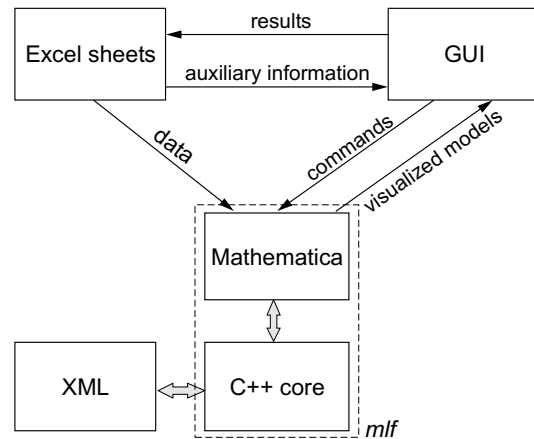 results
Excel sheets
GUI
auxiliary information
data
commands
visualized models
Mathematica
XML
C++ core
mlf